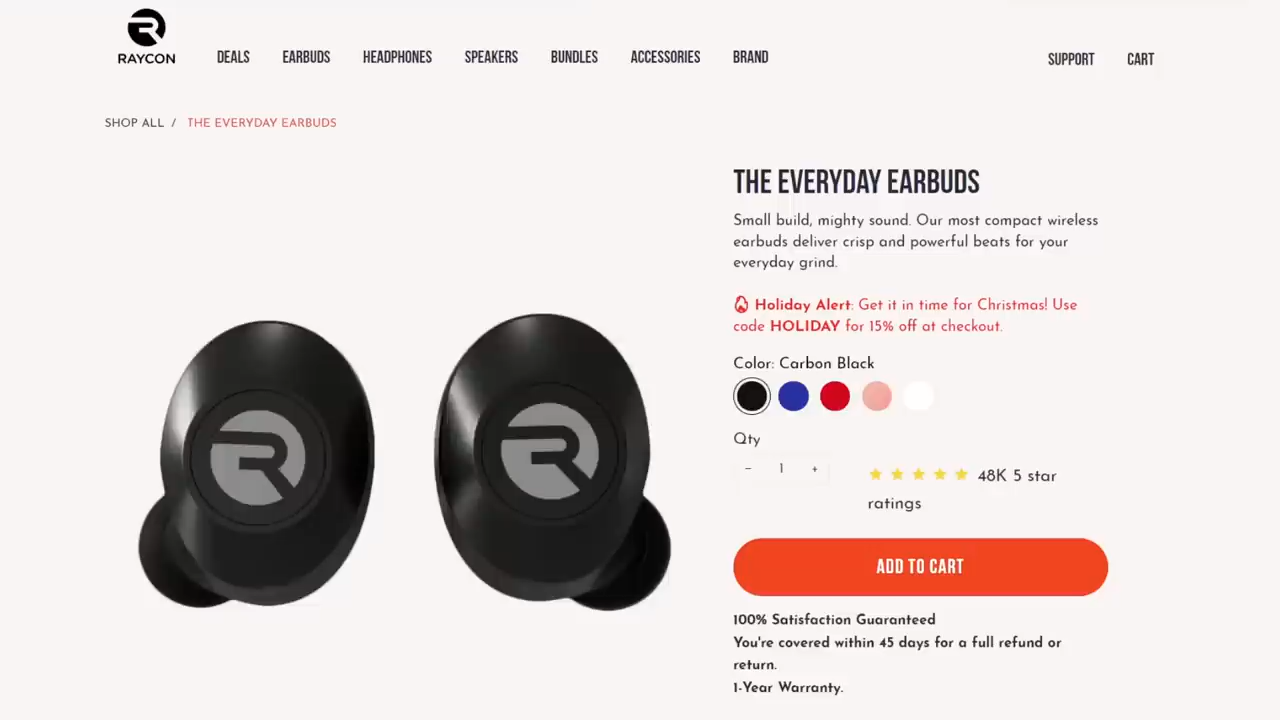 RAYCON
DEALS EARBUDS HEADPHONES SPEAKERS BUNDLES ACCESSORIES BRAND SUPPORT CART
SHOP ALL / THE EVERYDAY EARBUDS
THE EVERYDAY EARBUDS
Small build, mighty sound. Our most compact wireless
earbuds deliver crisp and powerful beats for your
everyday grind.
Holiday Alert: Get it in time for Christmas! Use
code HOLIDAY for 15% off at checkout.
Color: Carbon Black
Qty
− 1 +
48K 5 star
ratings
ADD TO CART
100% Satisfaction Guaranteed
You're covered within 45 days for a full refund or
return.
1-Year Warranty.